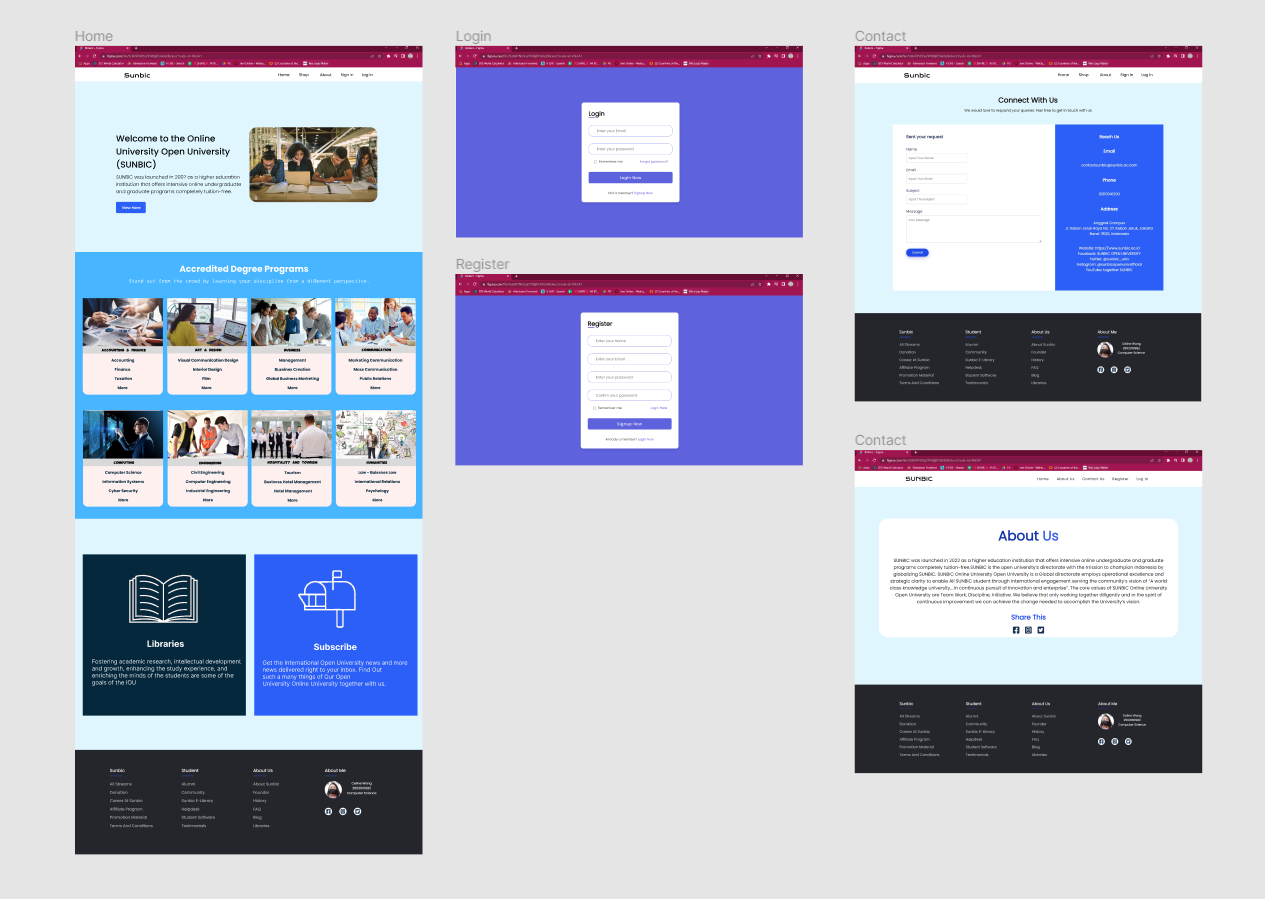 Home
Sunbic
Home Shop About Sign in Log in
Welcome to the Online
University Open University
(SUNBIC)
SUNBIC was launched in 2007 as a higher education
institution that offers intensive online undergraduate
and graduate programs completely tuition-free.
View More
Accredited Degree Programs
Stand out from the crowd by learning your discipline from a different perspective.
ACCOUNTING & FINANCE
Accounting
Finance
Taxation
More
ART & DESIGN
Visual Communication Design
Interior Design
Film
More
BUSINESS
Management
Bussines Creation
Global Business Marketing
More
COMMUNICATION
Marketing Communication
Mass Communication
Public Relations
More
COMPUTING
Computer Science
Information Systems
Cyber Security
More
ENGINEERING
Civil Engineering
Computer Engineering
Industrial Engineering
More
HOSPITALITY AND TOURISM
Tourism
Business Hotel Management
Hotel Management
More
HUMANITIES
Law - Bussines Law
International Relations
Psychology
More
Libraries
Fostering academic research, intellectual development
and growth, enhancing the study experience, and
enriching the minds of the students are some of the
goals of the IOU
Subscribe
Get the International Open University news and more
news delivered right to your inbox. Find Out
such a many things of Our Open
University Online University together with us.
Sunbic
All Streams
Donation
Career At Sunbic
Affiliate Program
Promotion Material
Terms And Conditions
Student
Alumni
Community
Sunbic E-Library
Helpdesk
Student Software
Testimonials
About Us
About Sunbic
Founder
History
FAQ
Blog
Libraries
About Me
Celine Wong
Computer Science
Login
Login
Enter your Email
Enter your password
Remember me
Forgot password?
Login Now
Not a member? Signup Now
Register
Register
Enter your Name
Enter your Email
Enter your password
Confirm your password
Remember me
Login Here
Signup Now
Already a member? Login Now
Contact
Sunbic
Home Shop About Sign in Log in
Connect With Us
We would love to respond your queries. Feel free to get in touch with us
Sent your request
Name
Input Your Name
Email
Input Your Email
Subject
Input The Subject
Message
Your Message
Submit
Reach Us
Email
Phone
Address
Anggrek Campus
Jl. Kebon Jeruk Raya No. 27, Kebon Jeruk, Jakarta
Barat 11530, Indonesia
Website: https://www.sunbic.ac.id
Facebook: SUNBIC OPEN UNIVERSITY
Twitter: @sunbic_univ
YouTube: together SUNBIC
Sunbic
All Streams
Donation
Career At Sunbic
Affiliate Program
Promotion Material
Terms And Conditions
Student
Alumni
Community
Sunbic E-Library
Helpdesk
Student Software
Testimonials
About Us
About Sunbic
Founder
History
FAQ
Blog
Libraries
About Me
Celine Wong
Computer Science
Contact
SUNBIC
Home About Us Contact Us Register Log In
About Us
SUNBIC was launched in 2022 as a higher education institution that offers intensive online undergraduate and graduate
programs completely tuition-free.SUNBIC is the open university's directorate with the mission to champion Indonesia by
globalizing SUNBIC. SUNBIC Online University Open University is a Global directorate employs operational excellence and
strategic clarity to enable All SUNBIC student through international engagement serving the community's vision of "A world
class knowledge university...in continuous pursuit of innovation and enterprise". The core values of SUNBIC Online University
Open University are Team Work, Discipline, Initiative. We believe that only working together diligently and in the spirit of
continuous improvement we can achieve the change needed to accomplish the University's vision.
Share This
Sunbic
All Streams
Donation
Career At Sunbic
Affiliate Program
Promotion Material
Terms And Conditions
Student
Alumni
Community
Sunbic E-Library
Helpdesk
Student Software
Testimonials
About Us
About Sunbic
Founder
History
FAQ
Blog
Libraries
About Me
Celine Wong
Computer Science